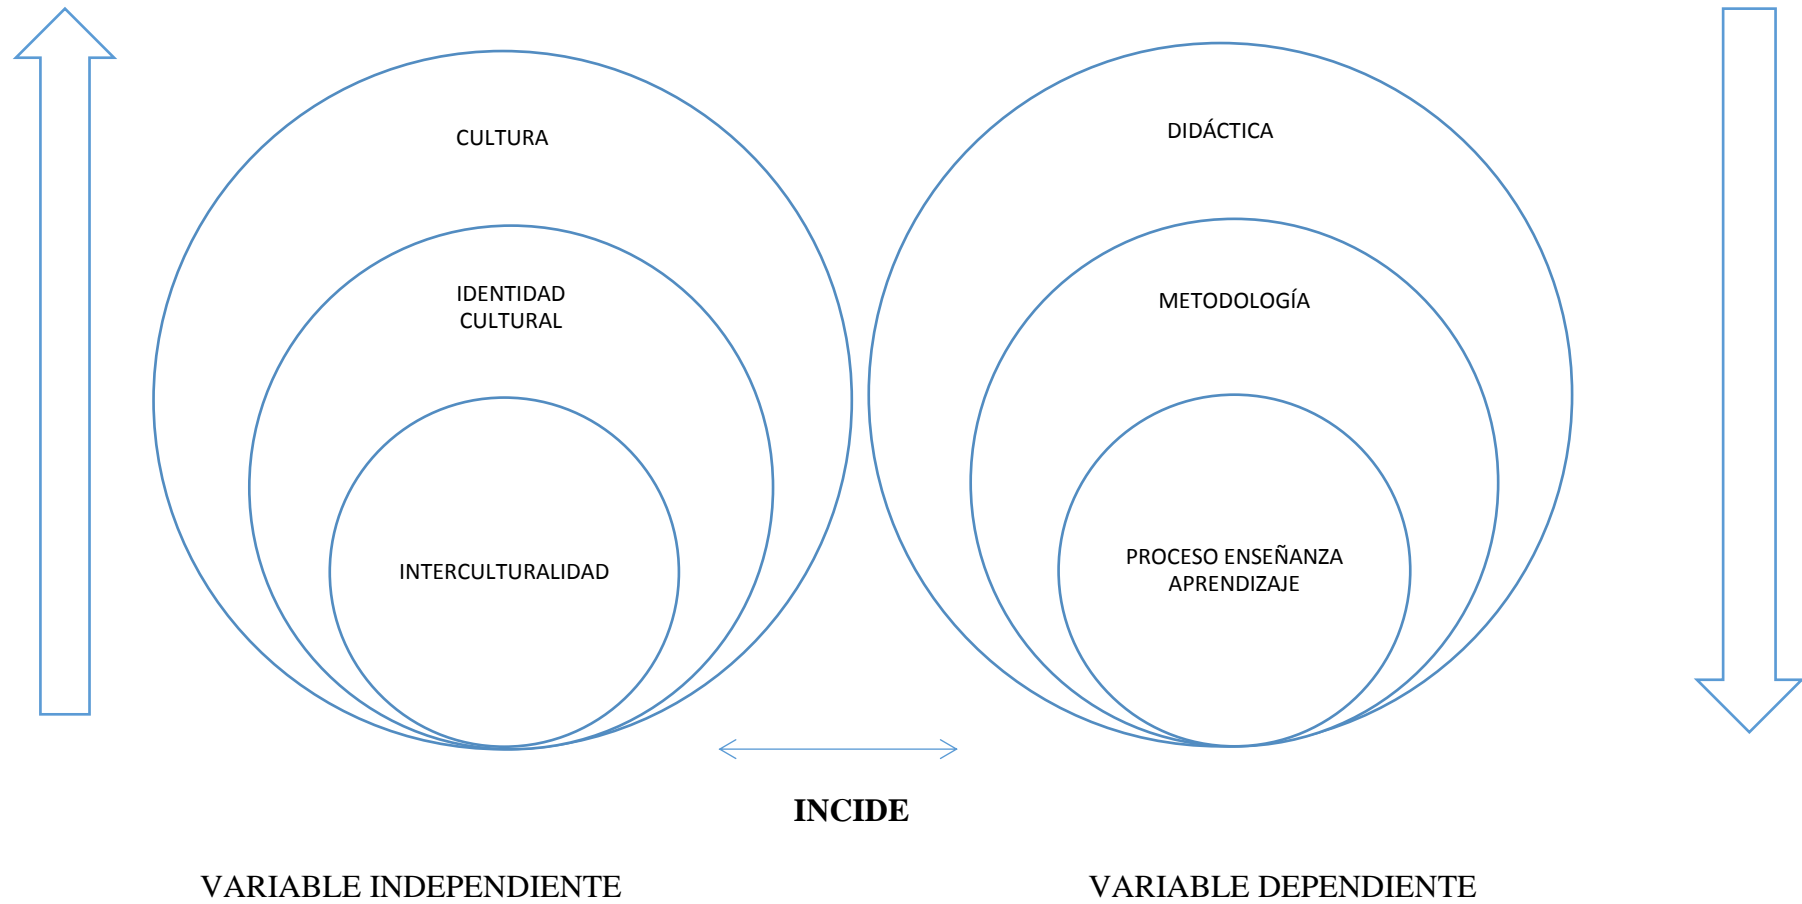 CULTURA
IDENTIDAD
CULTURAL
INTERCULTURALIDAD
DIDÁCTICA
METODOLOGÍA
PROCESO ENSEÑANZA
APRENDIZAJE
INCIDE
VARIABLE INDEPENDIENTE
VARIABLE DEPENDIENTE